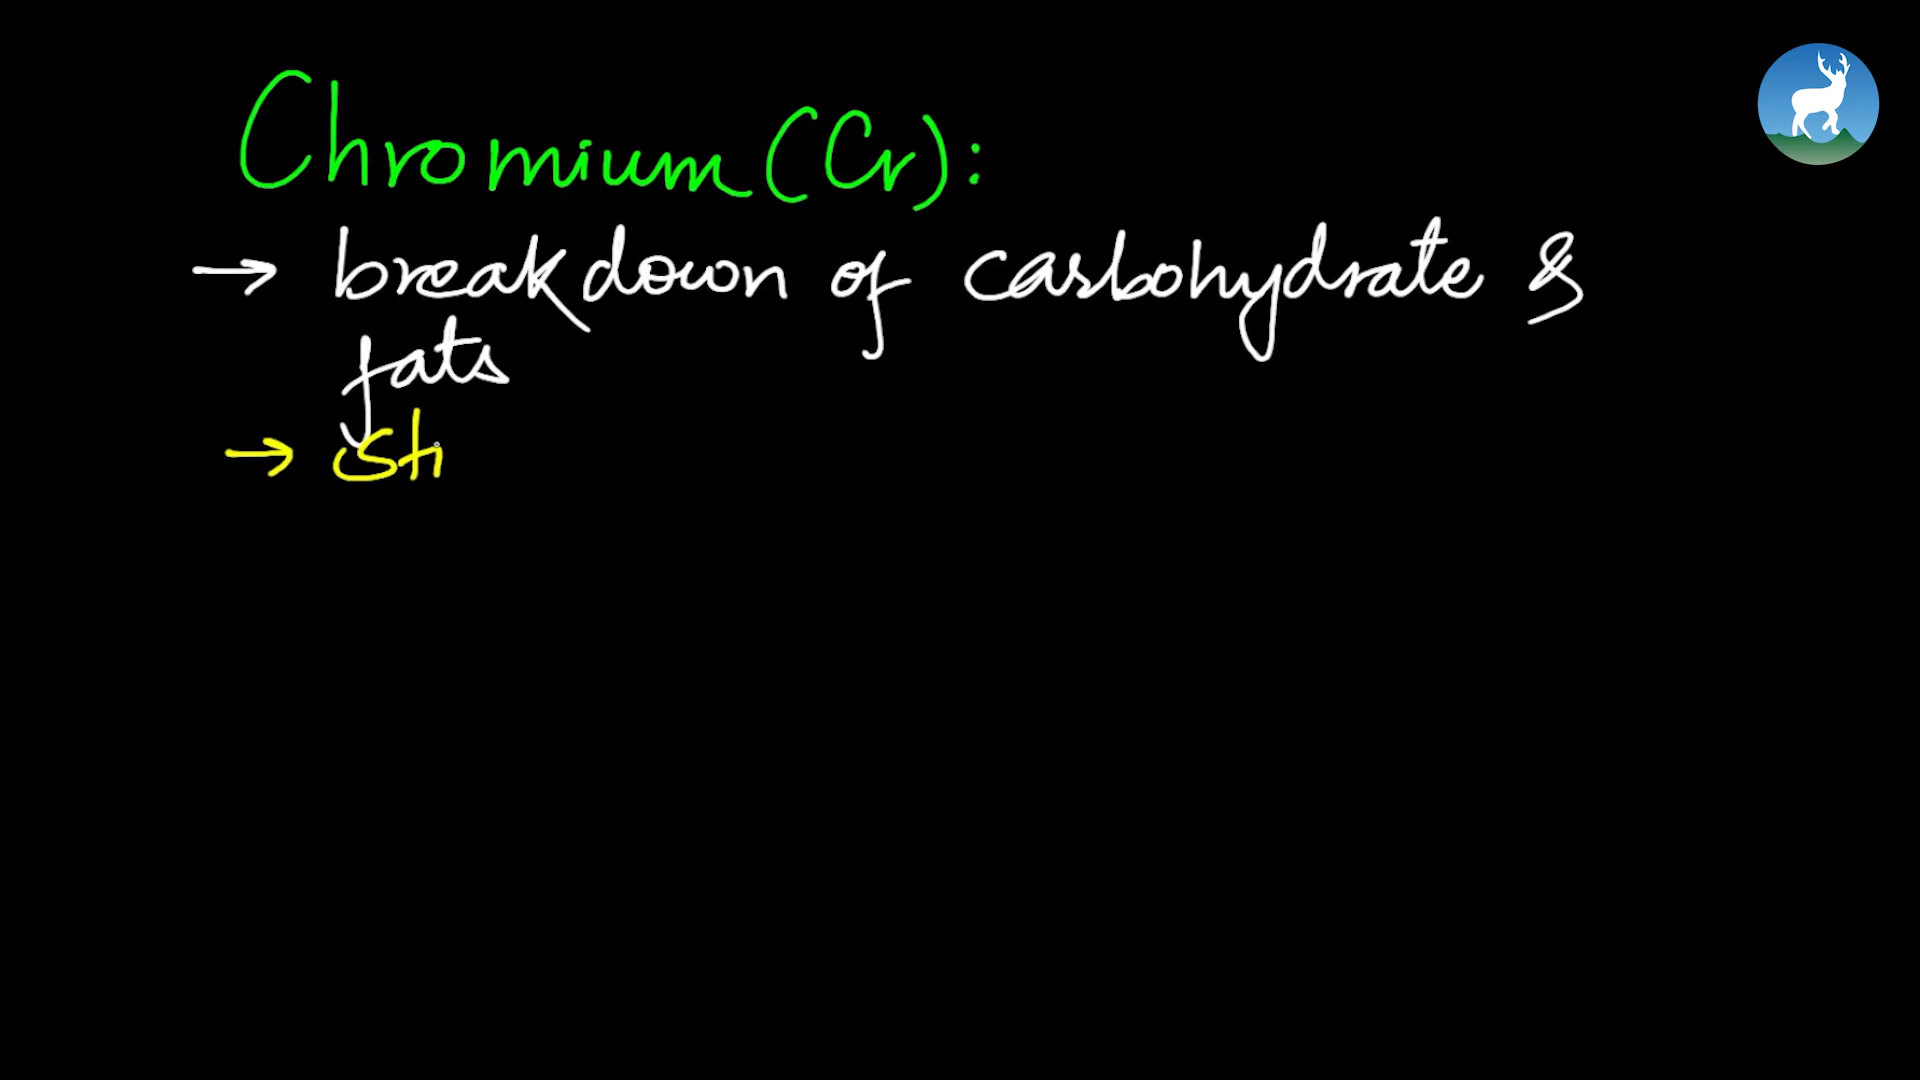 Chromium (Cr):
→ breakdown of carbohydrate &
fats
→ sti